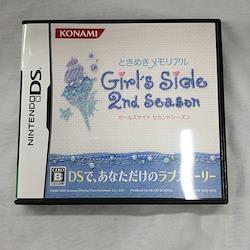 KONAMI
NINTENDO DS
ときめきメモリアル
Girl's Side
2nd Season
ガールズサイド セカンドシーズン
CERO
B
DSで、あなただけのラブストーリー